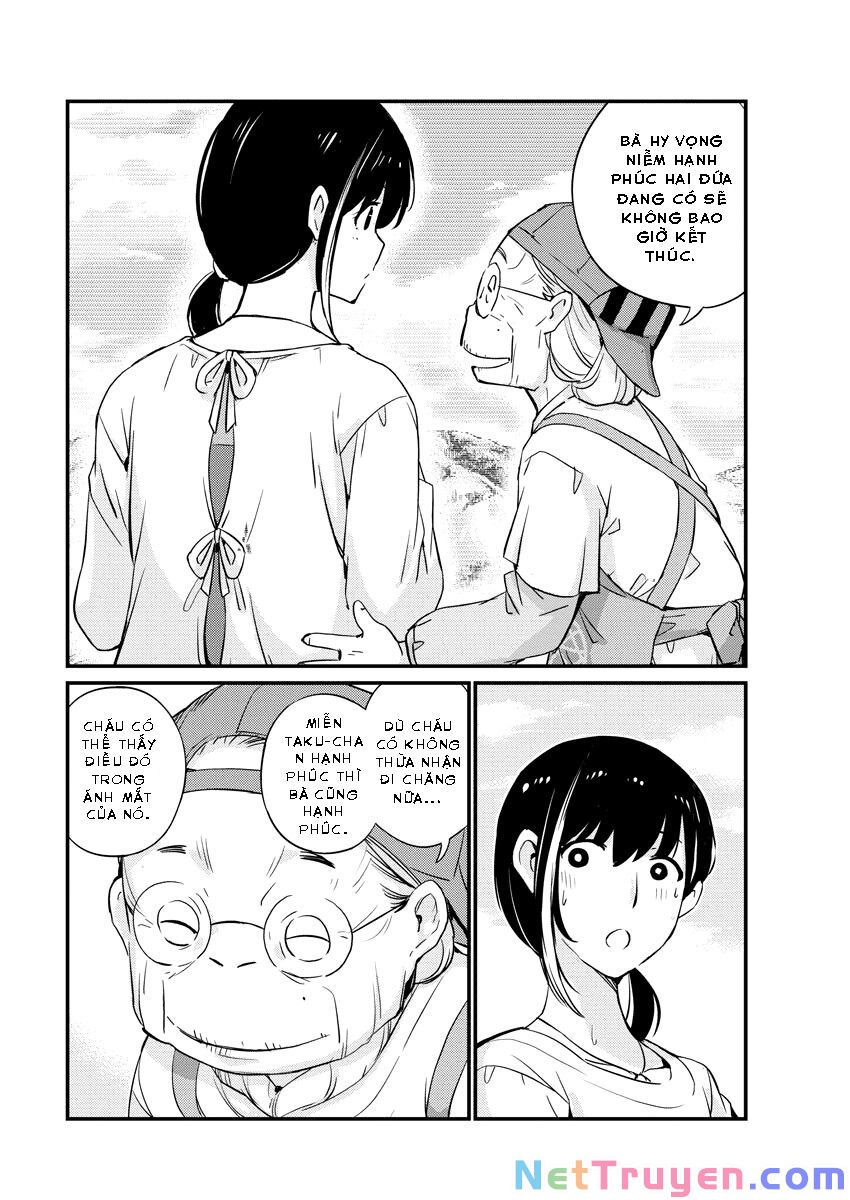 BÀ HY VỌNG
NIỀM HẠNH
PHÚC HAI ĐỨA
ĐANG CÓ SẼ
KHÔNG BAO
GIỜ KẾT
THÚC.
DÙ CHÁU
CÓ KHÔNG
THỪA NHẬN
ĐI CHĂNG
NỮA...
MIỄN
TAKU-CHA
N HẠNH
PHÚC THÌ
BÀ CŨNG
HẠNH
PHÚC.
CHÁU CÓ
THỂ THẤY
ĐIỀU ĐÓ
TRONG
ÁNH MẮT
CỦA NÓ.
NetTruyen.com